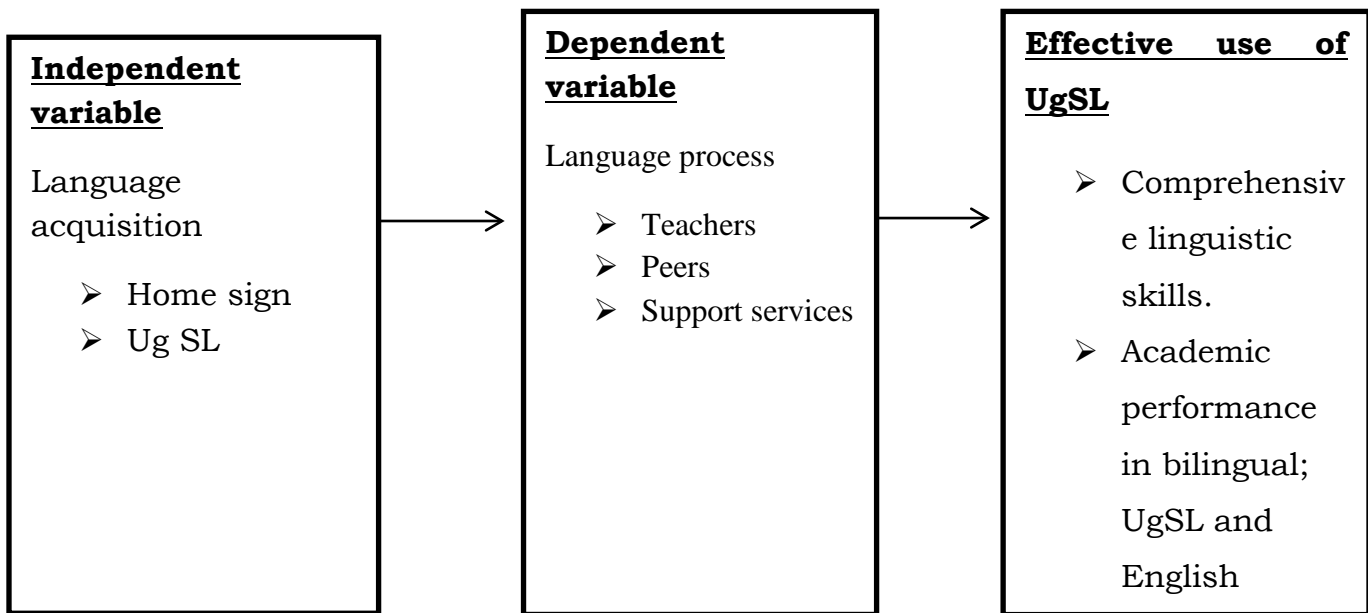 Independent
variable
Language
acquisition
➢ Home sign
➢ Ug SL
Dependent
variable
Language process
➢ Teachers
➢ Peers
➢ Support services
Effective use of
UgSL
➢ Comprehensiv
e linguistic
skills.
➢ Academic
performance
in bilingual;
UgSL and
English